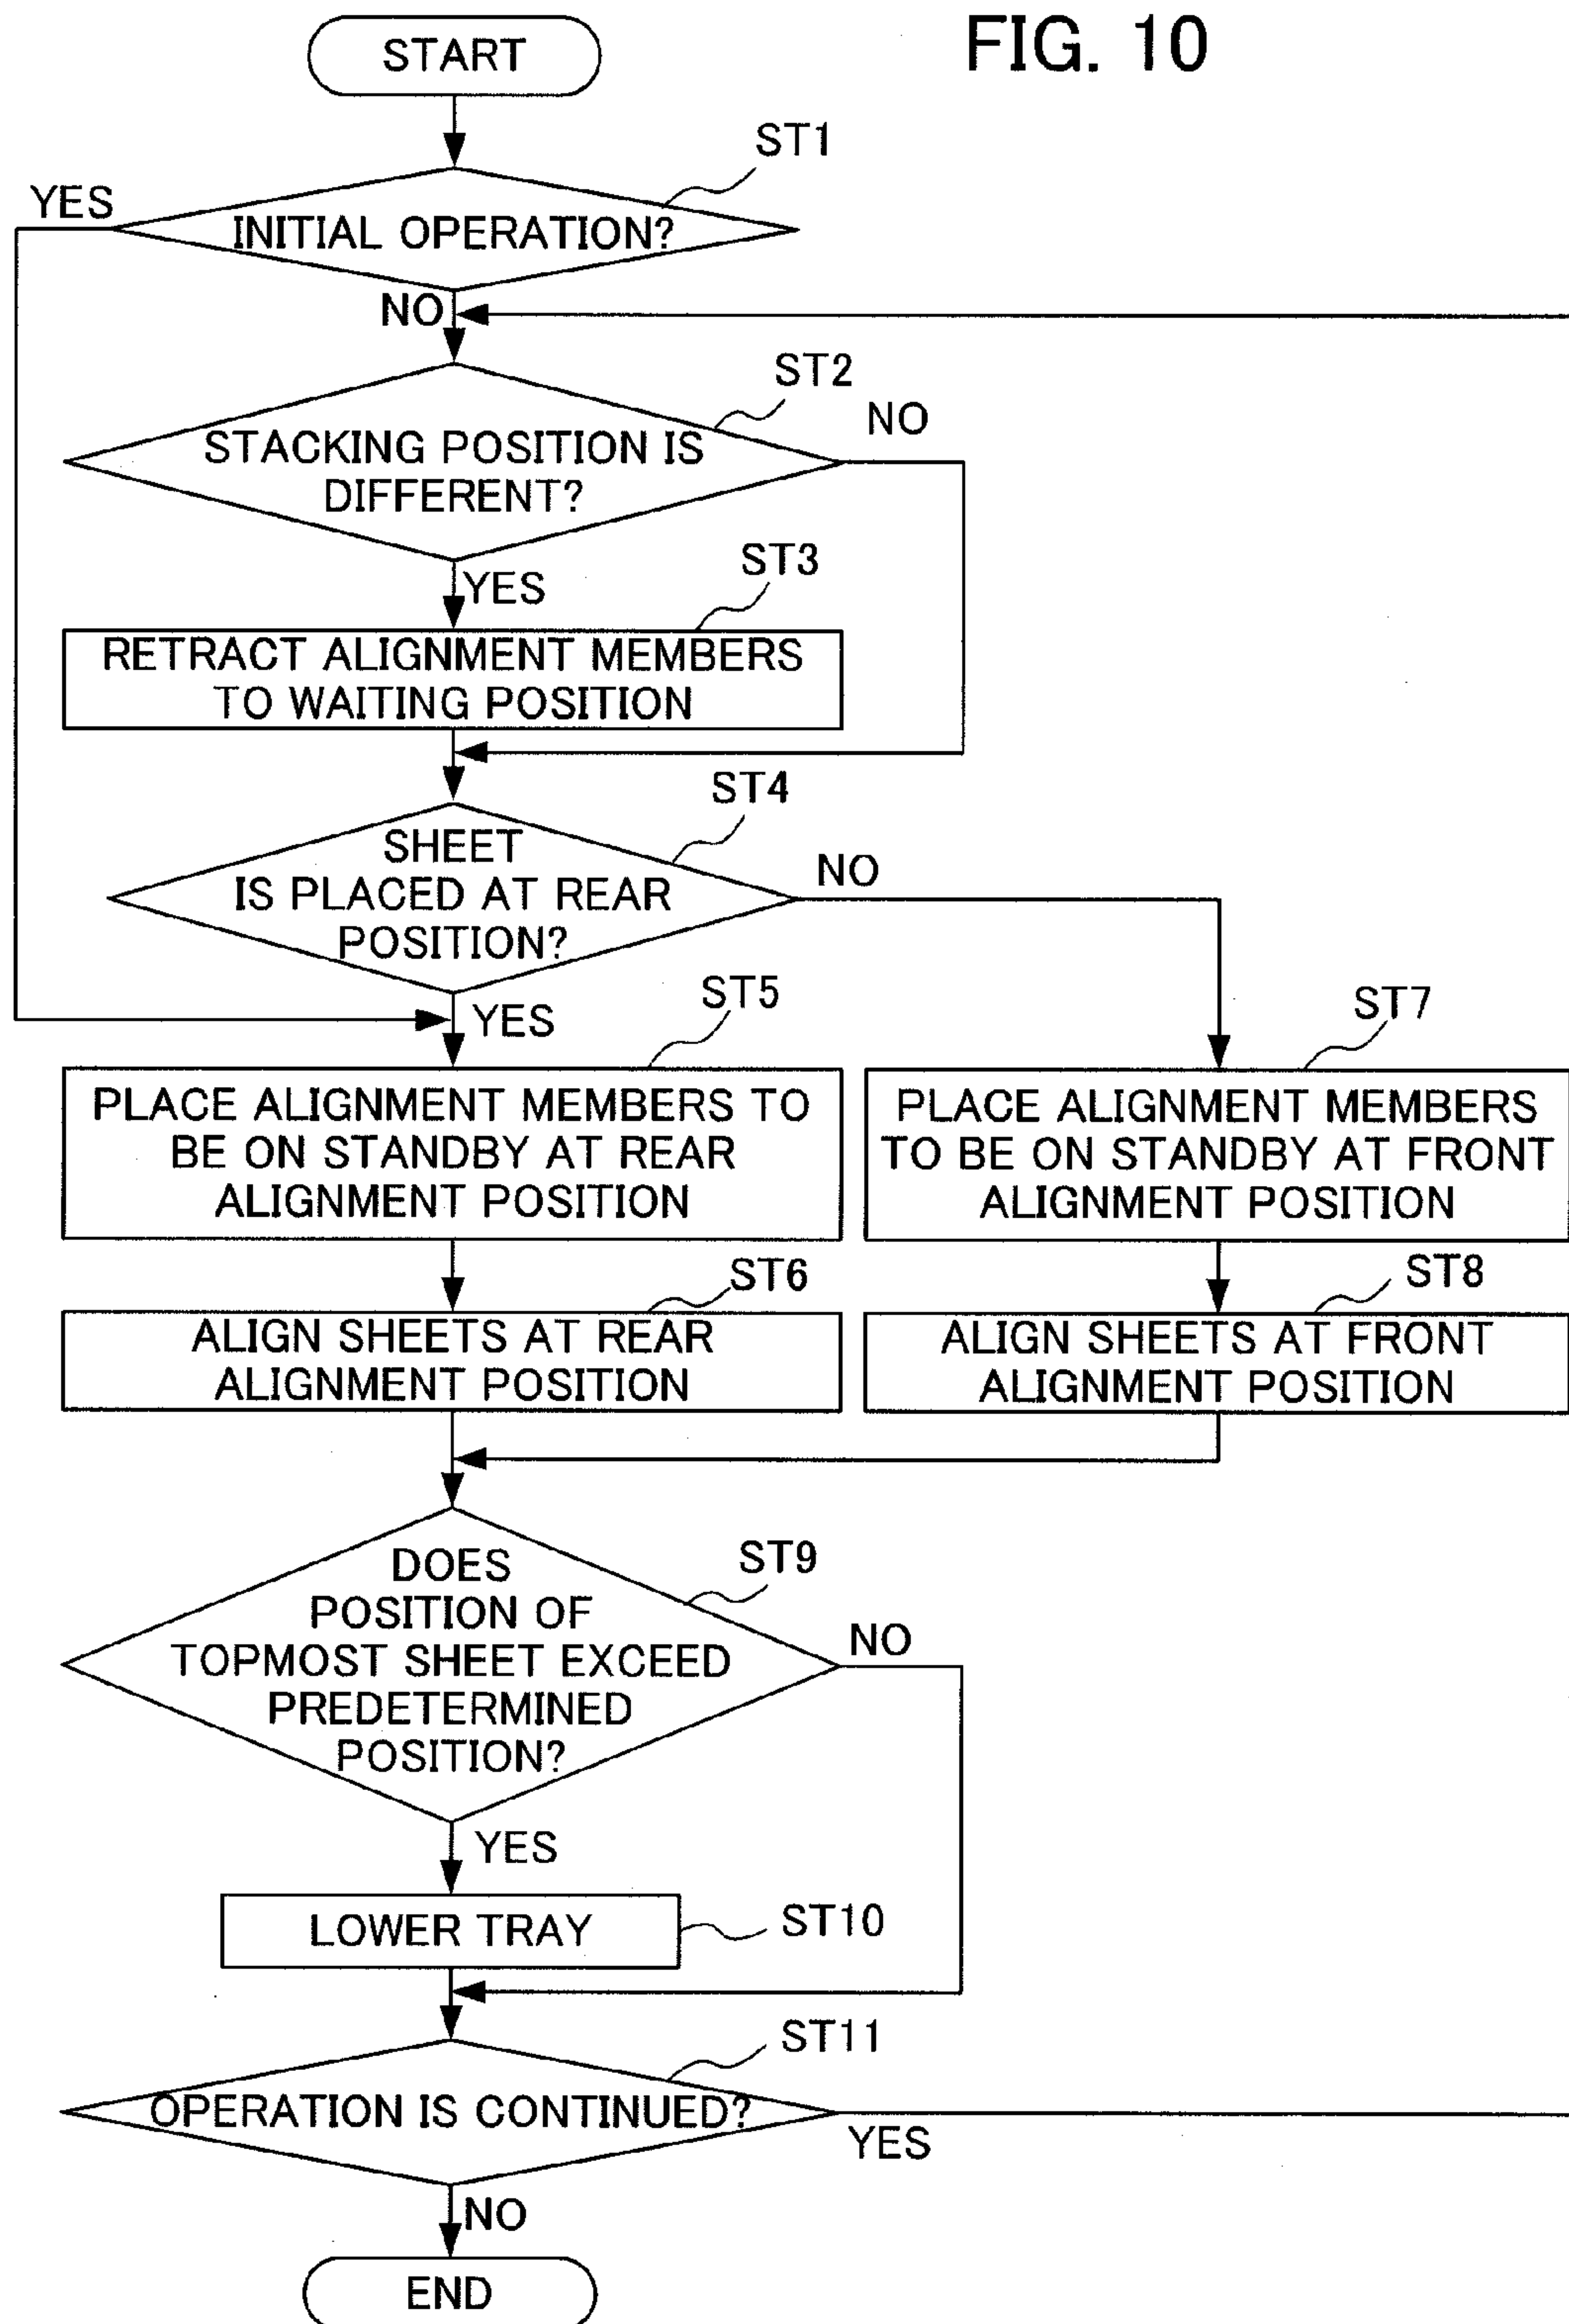 FIG. 10
START
ST1
YES
INITIAL OPERATION?
NO
ST2
NO
STACKING POSITION IS
DIFFERENT?
ST3
YES
RETRACT ALIGNMENT MEMBERS
TO WAITING POSITION
ST4
SHEET
IS PLACED AT REAR
POSITION?
NO
YES
ST5
ST7
PLACE ALIGNMENT MEMBERS TO
BE ON STANDBY AT REAR
ALIGNMENT POSITION
PLACE ALIGNMENT MEMBERS
TO BE ON STANDBY AT FRONT
ALIGNMENT POSITION
ST6
ST8
ALIGN SHEETS AT REAR
ALIGNMENT POSITION
ALIGN SHEETS AT FRONT
ALIGNMENT POSITION
ST9
DOES
POSITION OF
TOPMOST SHEET EXCEED
PREDETERMINED
POSITION?
NO
YES
LOWER TRAY
ST10
ST11
OPERATION IS CONTINUED?
YES
NO
END